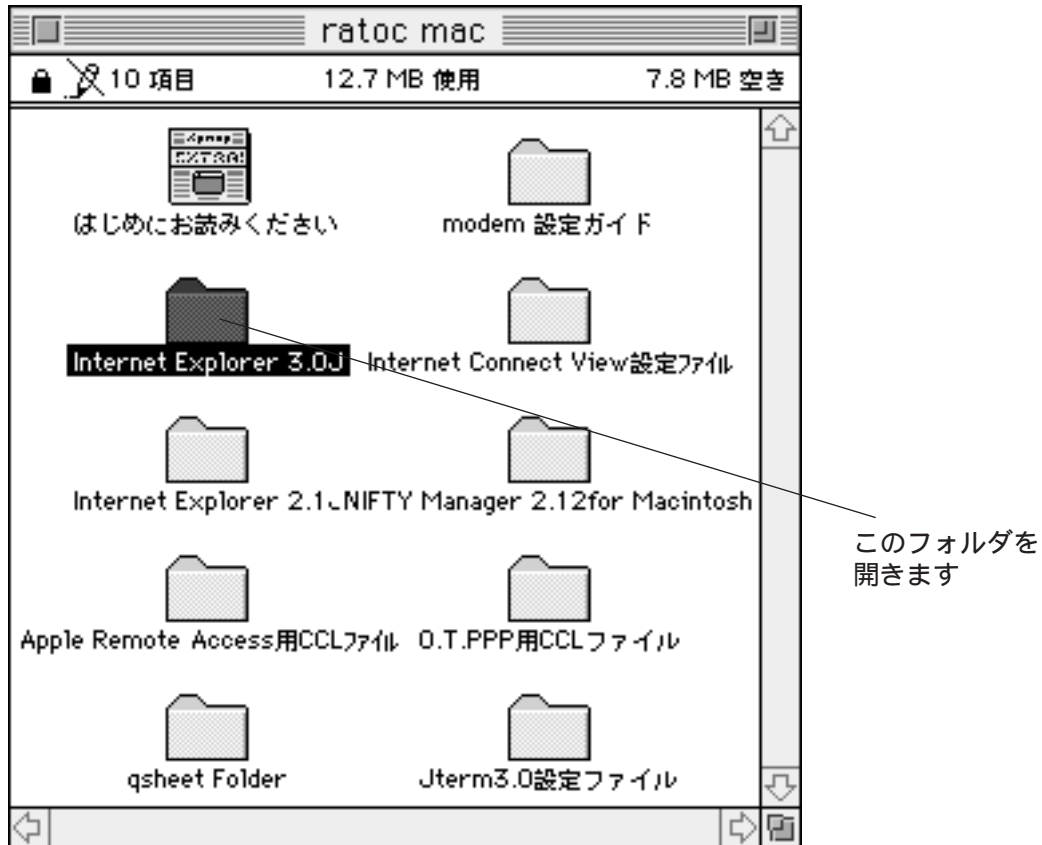 ratoc mac
10 項目 12.7 MB 使用 7.8 MB 空き
EXTRA!
はじめにお読みください modem 設定ガイド
Internet Explorer 3.0J Internet Connect View設定ファイル
Internet Explorer 2.1 NIFTY Manager 2.12for Macintosh
このフォルダを
開きます
Apple Remote Access用CCLファイル O.T.PPP用CCLファイル
qsheet Folder Jterm3.0設定ファイル